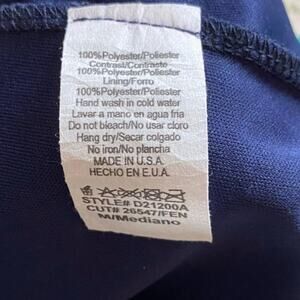 100%Polyester/Poliester
Contrast/Contraste
100%Polyester/Poliester
Lining/Forro
100%Polyester/Poliester
Hand wash in cold water
Lavar a mano en agua fria
Do not bleach/No usar cloro
Hang dry/Secar colgado
No iron/No plancha
MADE IN U.S.A.
HECHO EN E.U.A.
STYLE# D21200A
CUT# 26547/FEN
M/Mediano